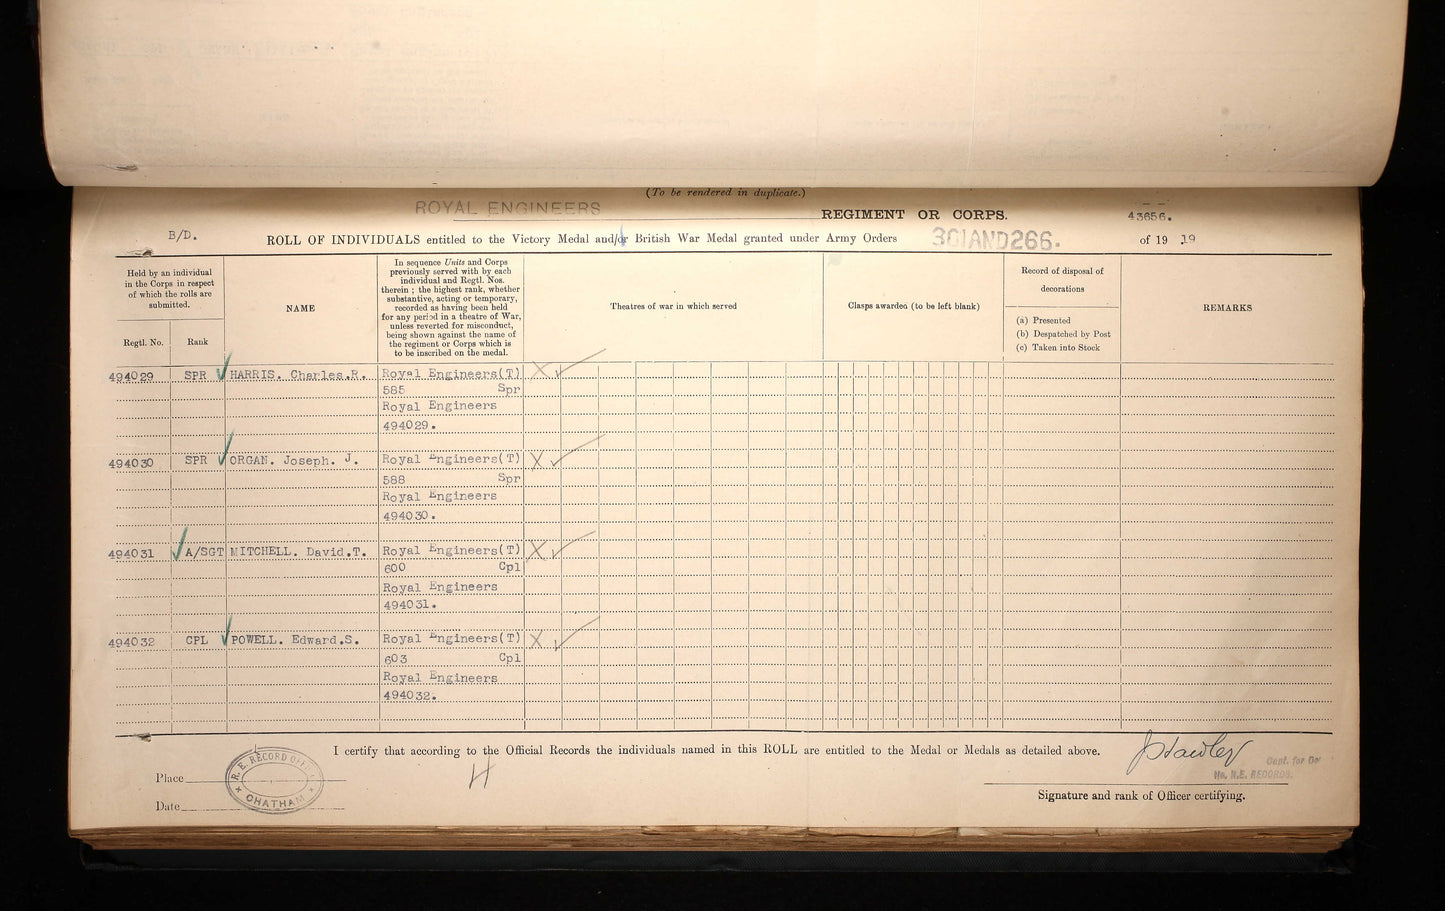 (To be rendered in duplicate.)
ROYAL ENGINEERS REGIMENT OR CORPS. 43656.
B/D. ROLL OF INDIVIDUALS entitled to the Victory Medal and/or British War Medal granted under Army Orders 301AND266. of 19 19
Held by an individual
in the Corps in respect
of which the rolls are
submitted.
Regtl. No. Rank
NAME
In sequence Units and Corps
previously served with by each
individual and Regtl. Nos.
therein ; the highest rank, whether
substantive, acting or temporary,
recorded as having been held
for any period in a theatre of War,
unless reverted for misconduct,
being shown against the name of
the regiment or Corps which is
to be inscribed on the medal.
Theatres of war in which served
Clasps awarded (to be left blank)
Record of disposal of
decorations
(a) Presented
(b) Despatched by Post
(c) Taken into Stock
REMARKS
494029 SPR HARRIS. Charles.R. Royal Engineers(T) X
585 Spr
Royal Engineers
494029.
494030 SPR ORGAN. Joseph. J. Royal Engineers(T) X
588 Spr
Royal Engineers
494030.
494031 A/SGT MITCHELL. David.T. Royal Engineers(T) X
600 Cpl
Royal Engineers
494031.
494032 CPL POWELL. Edward.S. Royal Engineers(T) X
603 Cpl
Royal Engineers
494032.
I certify that according to the Official Records the individuals named in this ROLL are entitled to the Medal or Medals as detailed above.
Place
R.E. RECORD OFFICE
CHATHAM
H
Capt. for
R.E. RECORDS.
Date
Signature and rank of Officer certifying.